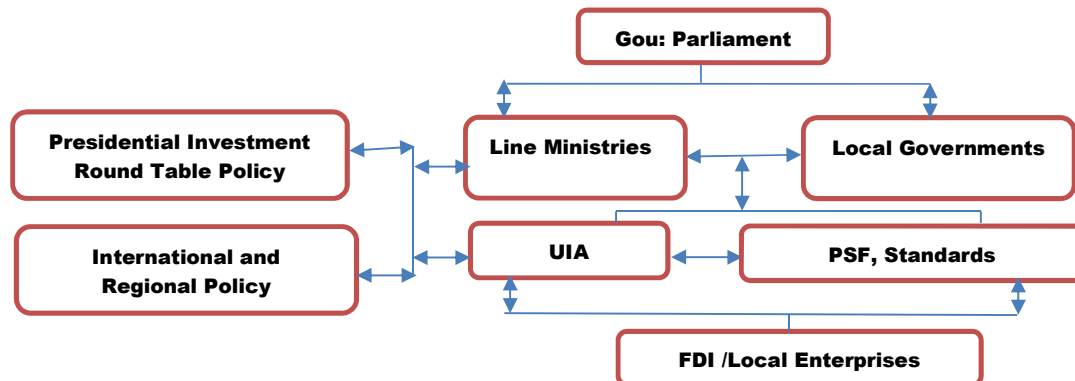 Gou: Parliament
Presidential Investment
Round Table Policy
Line Ministries
Local Governments
International and
Regional Policy
UIA
PSF, Standards
FDI /Local Enterprises